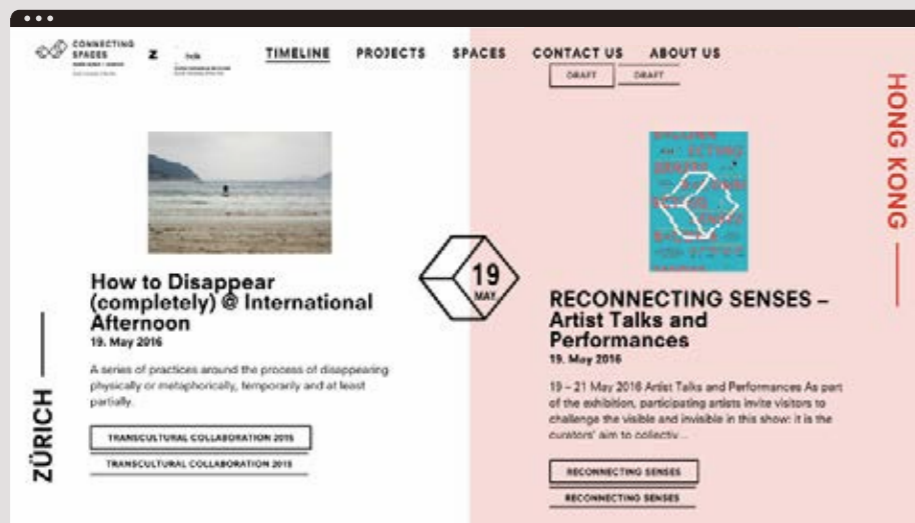 CONNECTING
SPACES
Z
hdk
TIMELINE
PROJECTS
SPACES
CONTACT US
ABOUT US
DRAFT
DRAFT
HONG KONG
ZÜRICH
19
MAY.
How to Disappear
(completely) @ International
Afternoon
19. May 2016
A series of practices around the process of disappearing
physically or metaphorically, temporarily and at least
partially.
TRANSCULTURAL COLLABORATION 2015
TRANSCULTURAL COLLABORATION 2015
RECONNECTING SENSES –
Artist Talks and
Performances
19. May 2016
19 – 21 May 2016 Artist Talks and Performances As part
of the exhibition, participating artists invite visitors to
challenge the visible and invisible in this show: it is the
curators' aim to collectiv ...
RECONNECTING SENSES
RECONNECTING SENSES